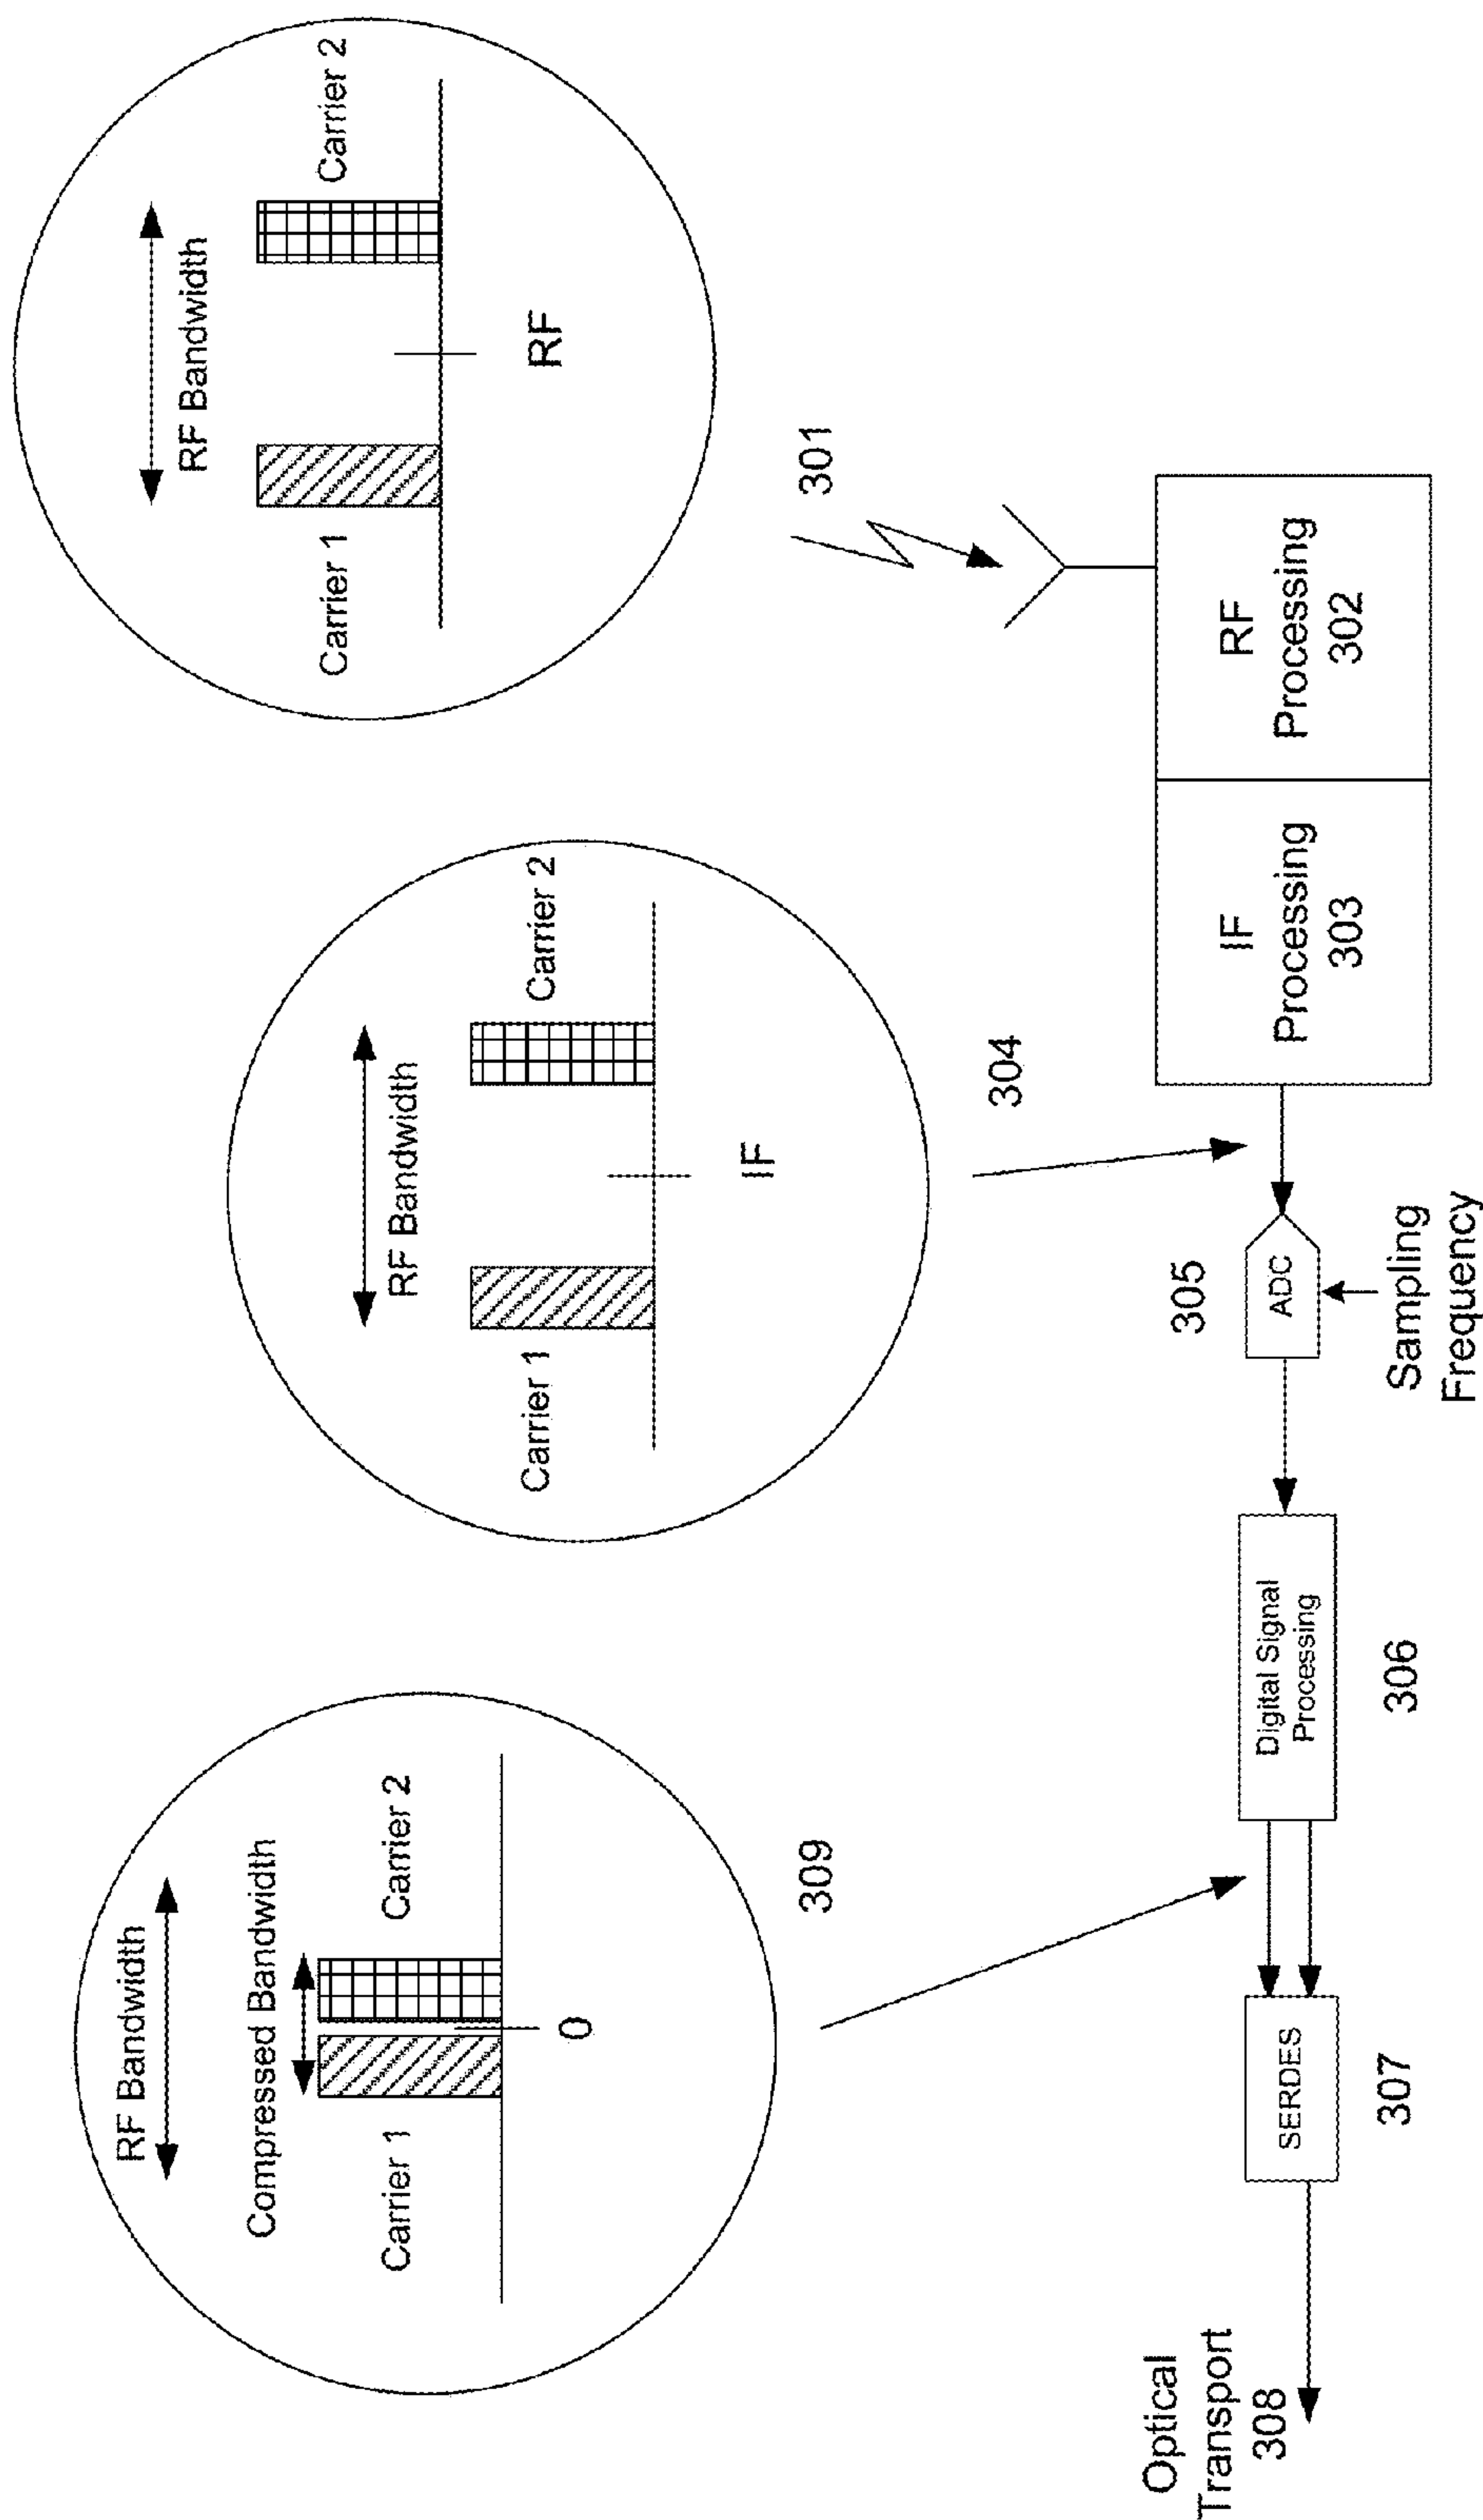 RF Bandwidth
Compressed Bandwidth
Carrier 1
Carrier 2
0
309
RF Bandwidth
Carrier 1
Carrier 2
IF
304
RF Bandwidth
Carrier 1
Carrier 2
RF
301
Optical
Transport
308
SERDES
307
Digital Signal
Processing
306
305
ADC
Sampling
Frequency
IF
Processing
303
RF
Processing
302